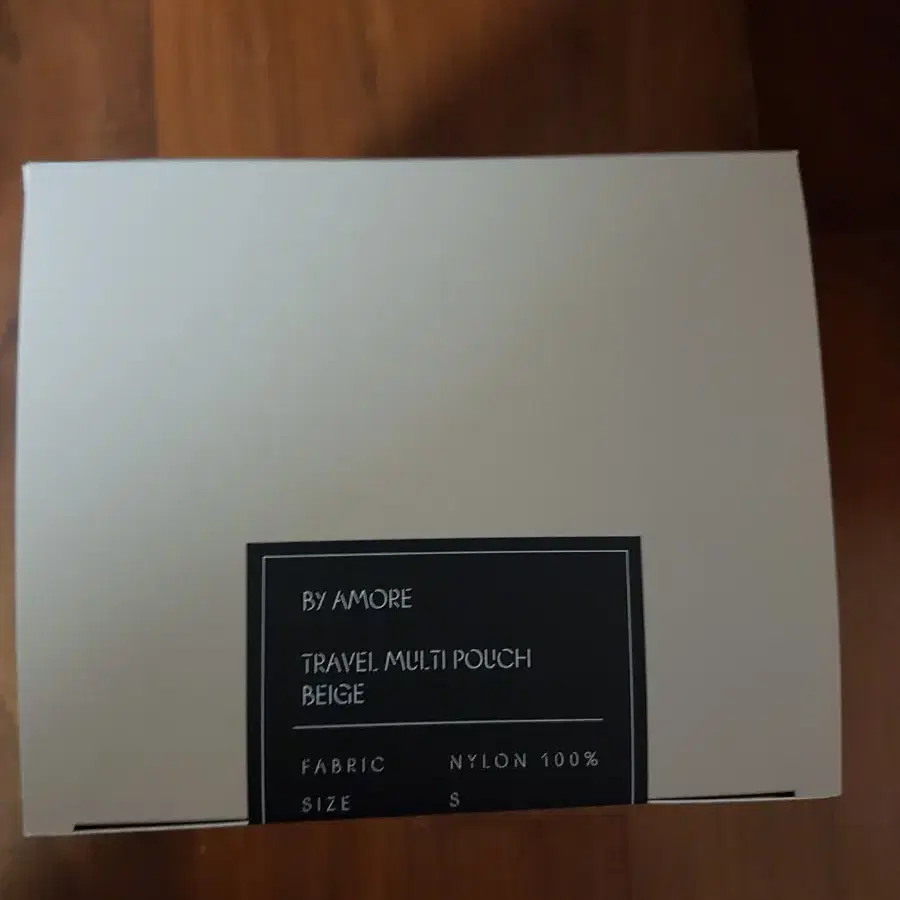 BY AMORE
TRAVEL MULTI POUCH
BEIGE
FABRIC NYLON 100%
SIZE S